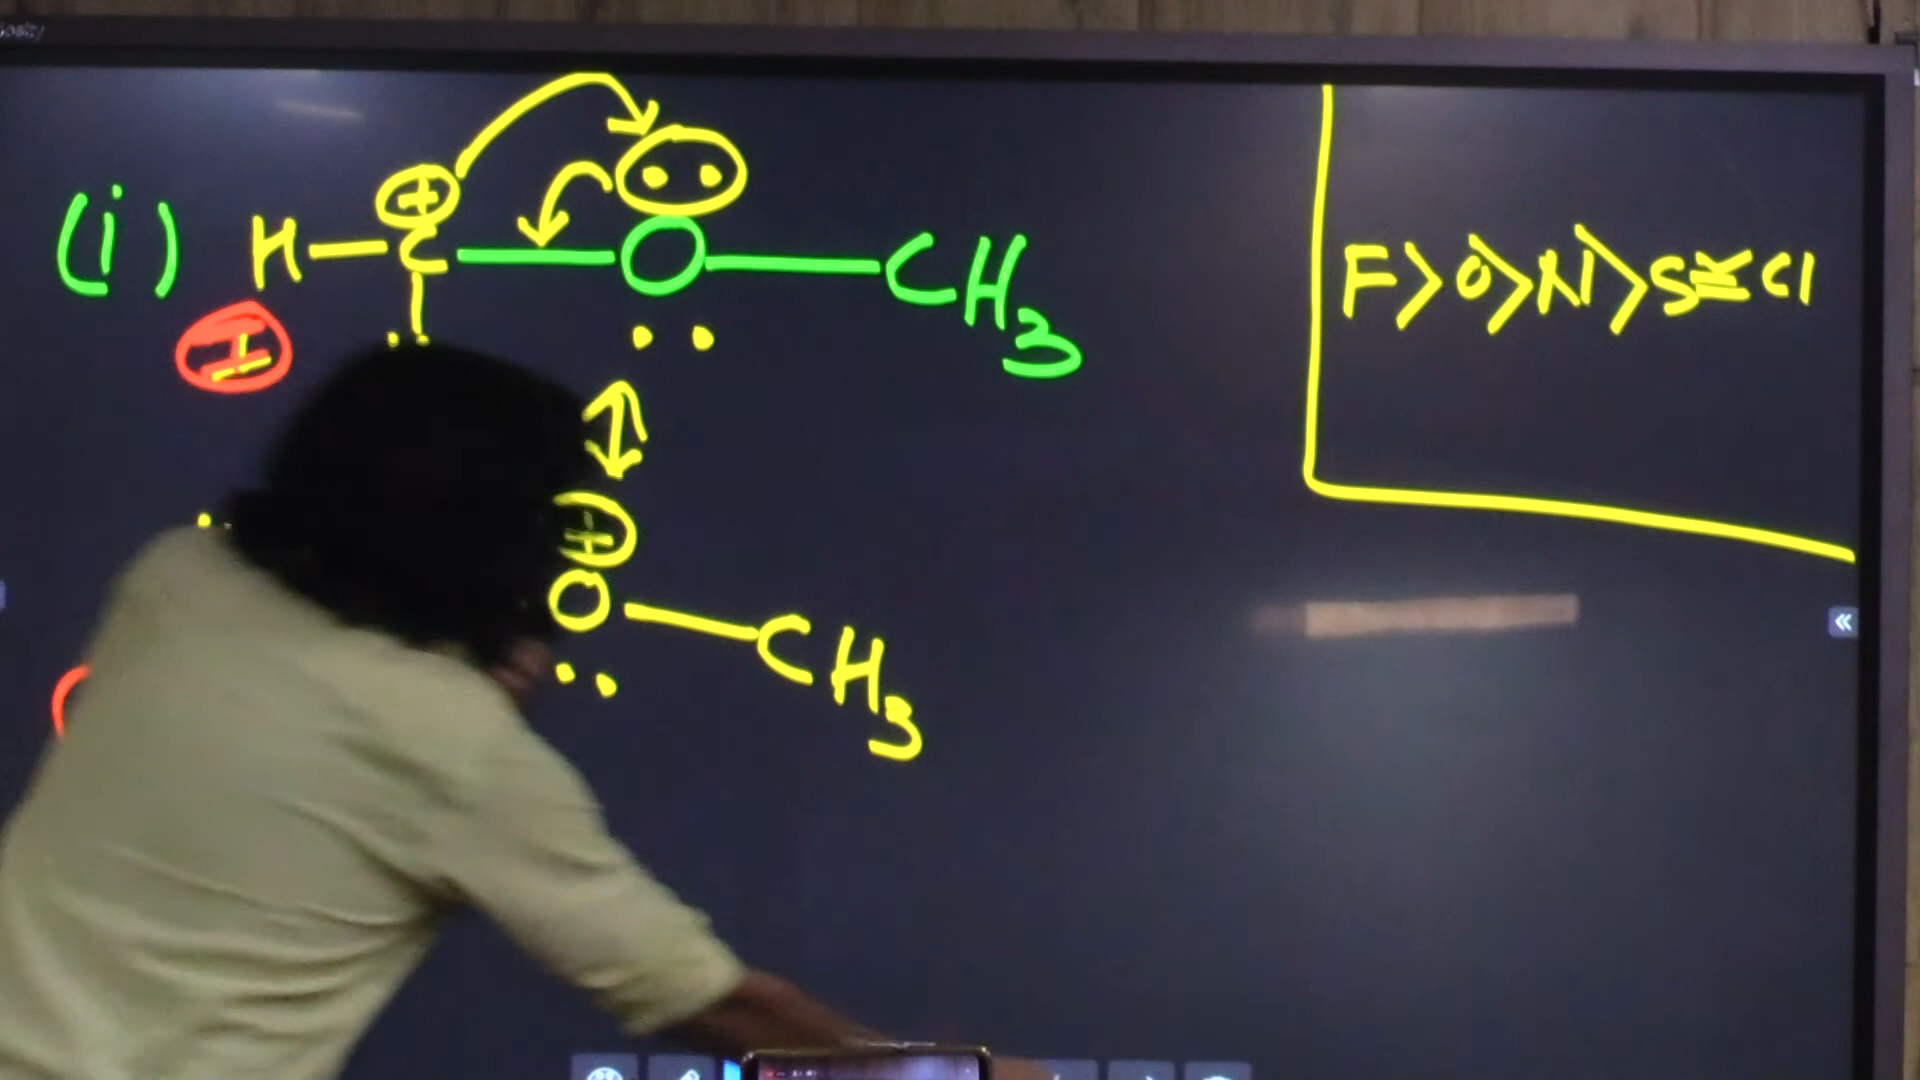 (i) H–C–O–CH3
⊕
I
F>O>N>S≅Cl
⊕
O–CH3